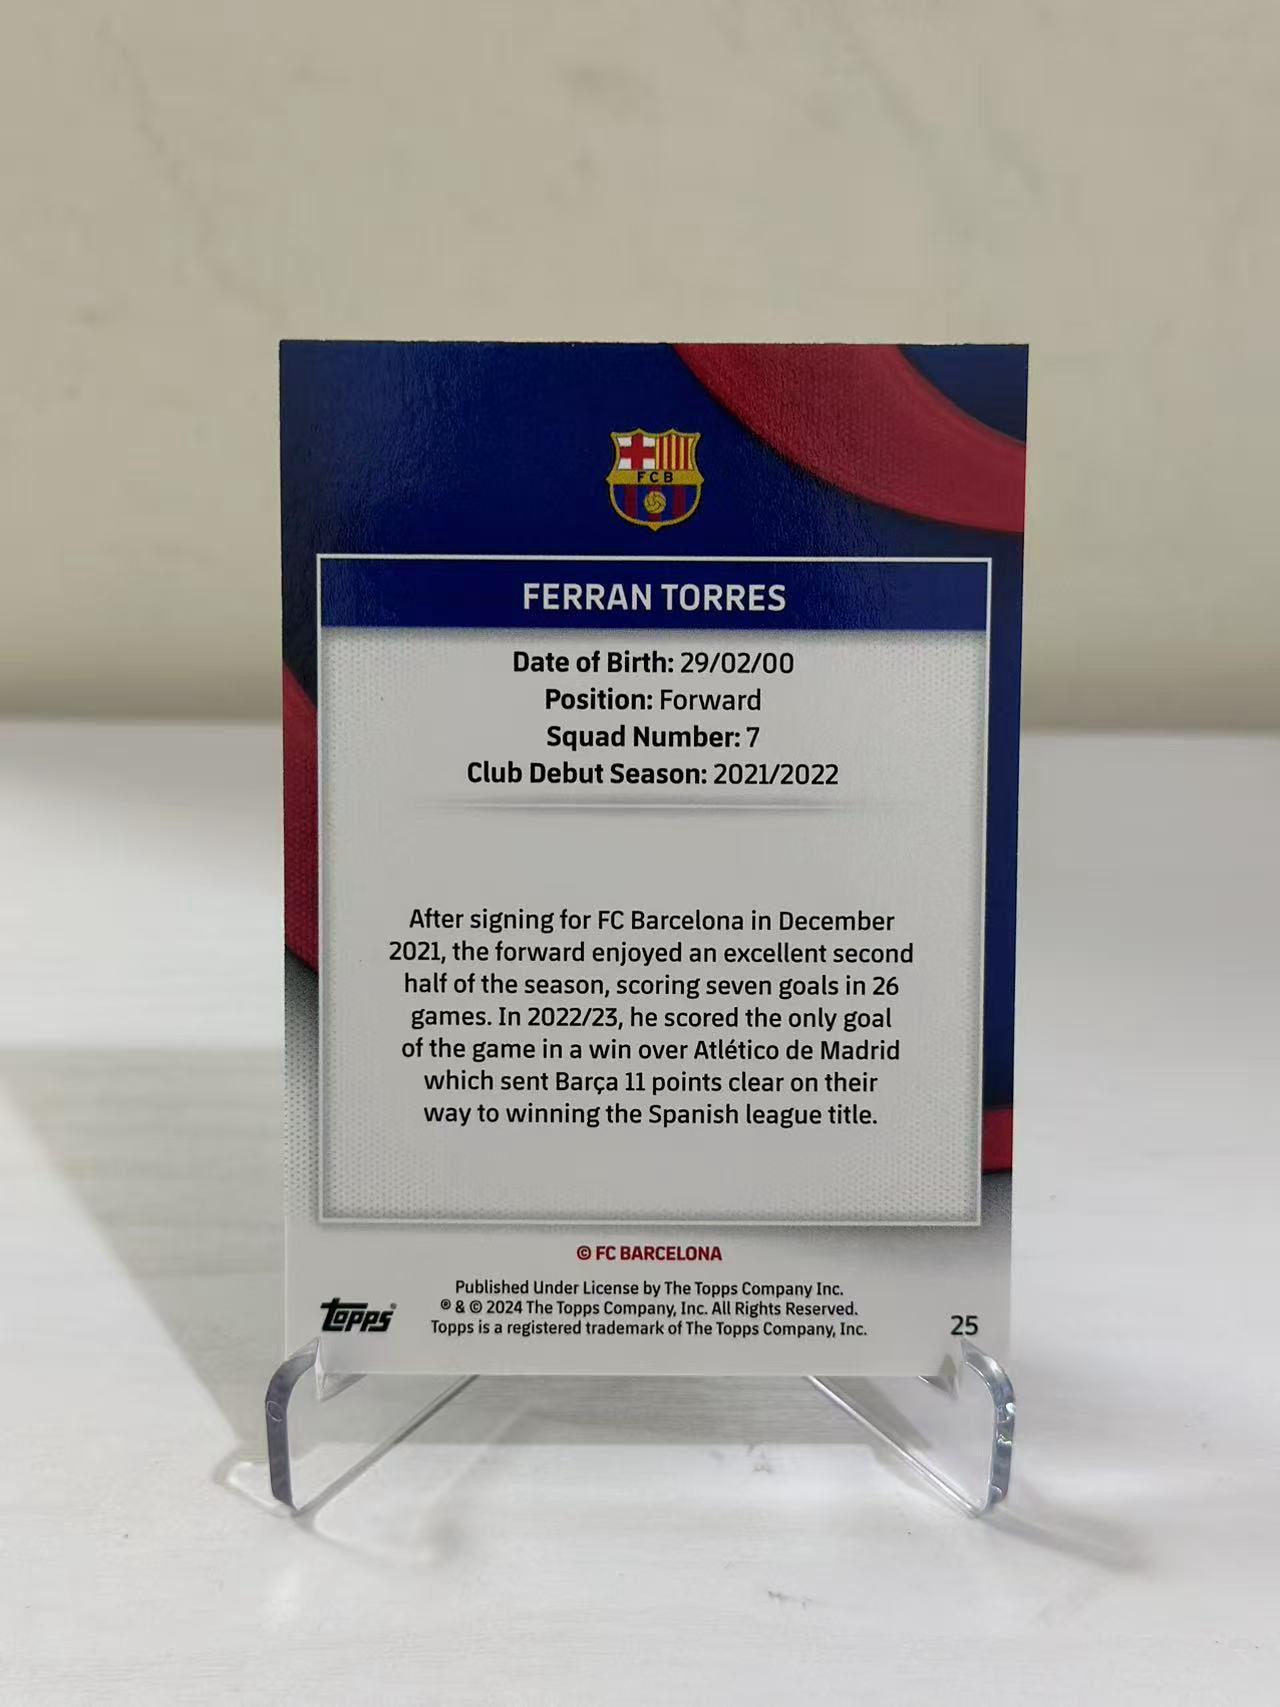 FCB
FERRAN TORRES
Date of Birth: 29/02/00
Position: Forward
Squad Number: 7
Club Debut Season: 2021/2022
After signing for FC Barcelona in December
2021, the forward enjoyed an excellent second
half of the season, scoring seven goals in 26
games. In 2022/23, he scored the only goal
of the game in a win over Atlético de Madrid
which sent Barça 11 points clear on their
way to winning the Spanish league title.
© FC BARCELONA
Published Under License by The Topps Company Inc.
® & © 2024 The Topps Company, Inc. All Rights Reserved.
Topps is a registered trademark of The Topps Company, Inc.
topps®
25